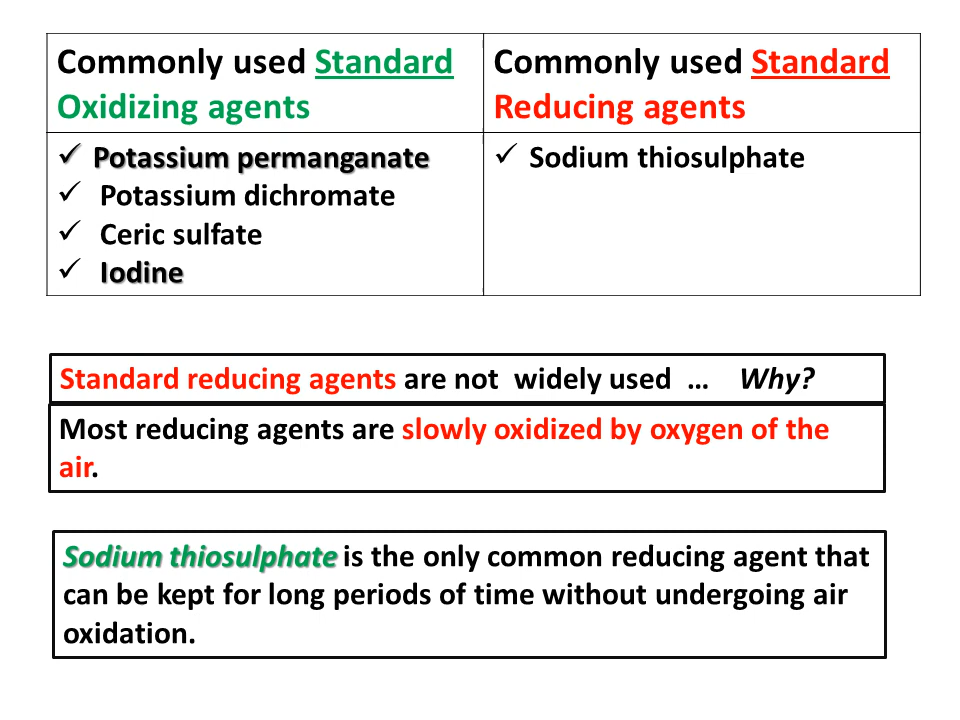 Commonly used Standard
Oxidizing agents
Commonly used Standard
Reducing agents
✓ Potassium permanganate
✓ Potassium dichromate
✓ Ceric sulfate
✓ Iodine
✓ Sodium thiosulphate
Standard reducing agents are not widely used … Why?
Most reducing agents are slowly oxidized by oxygen of the
air.
Sodium thiosulphate is the only common reducing agent that
can be kept for long periods of time without undergoing air
oxidation.